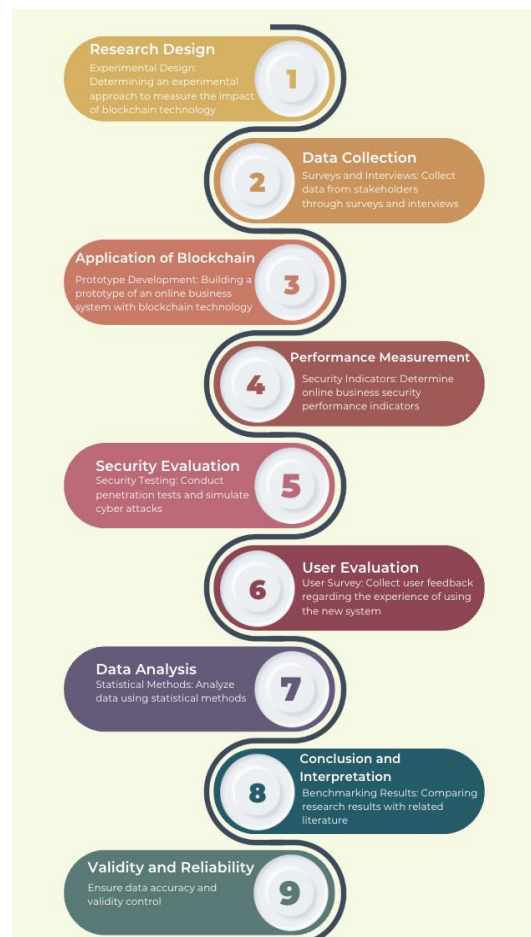 Research Design
Experimental Design:
Determining an experimental
approach to measure the impact
of blockchain technology
1
Data Collection
Surveys and Interviews: Collect
data from stakeholders
through surveys and interviews
2
Application of Blockchain
Prototype Development: Building a
prototype of an online business
system with blockchain technology
3
Performance Measurement
Security Indicators: Determine
online business security
performance indicators
4
Security Evaluation
Security Testing: Conduct
penetration tests and simulate
cyber attacks
5
User Evaluation
User Survey: Collect user feedback
regarding the experience of using
the new system
6
Data Analysis
Statistical Methods: Analyze
data using statistical methods
7
Conclusion and
Interpretation
Benchmarking Results: Comparing
research results with related
literature
8
Validity and Reliability
Ensure data accuracy and
validity control
9